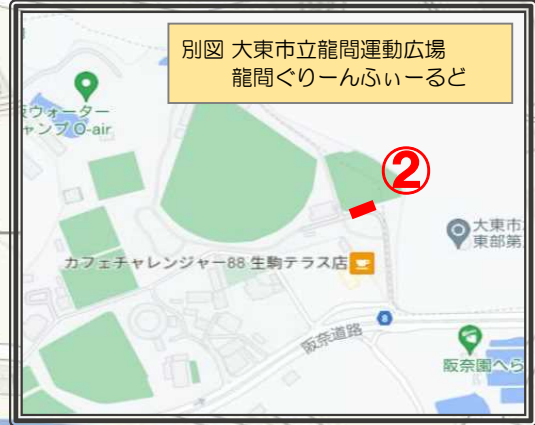 別図 大東市立龍間運動広場
龍間ぐりーんふぃーるど
ウォーター
ャンプ O-air
②
大東市
東部第
カフェチャレンジャー88 生駒テラス店
8
阪奈道路
阪奈園へら